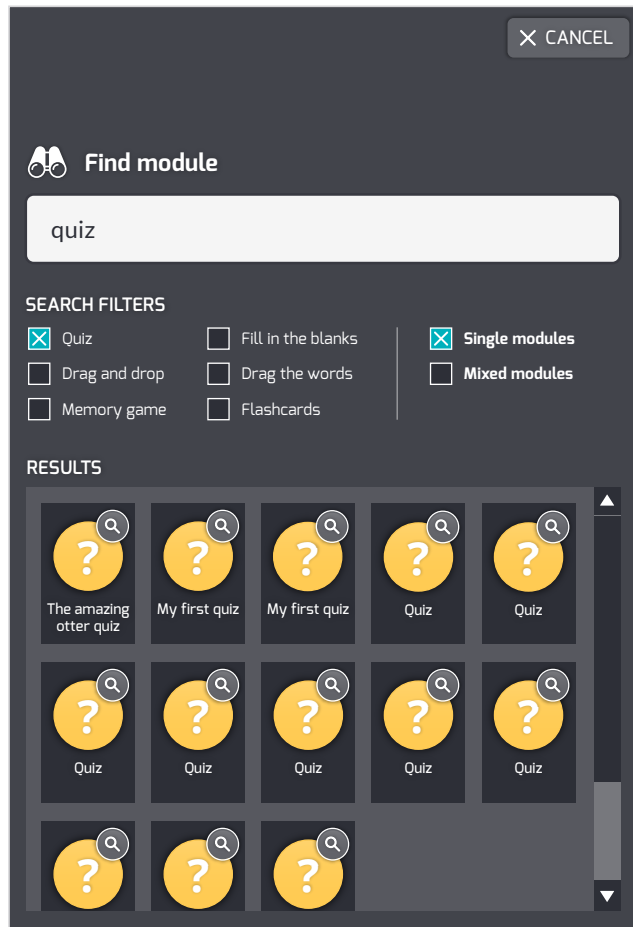 CANCEL
Find module
quiz
SEARCH FILTERS
Quiz
Fill in the blanks
Single modules
Drag and drop
Drag the words
Mixed modules
Memory game
Flashcards
RESULTS
?
?
?
?
?
The amazing
otter quiz
My first quiz
My first quiz
Quiz
Quiz
?
?
?
?
?
Quiz
Quiz
Quiz
Quiz
Quiz
?
?
?